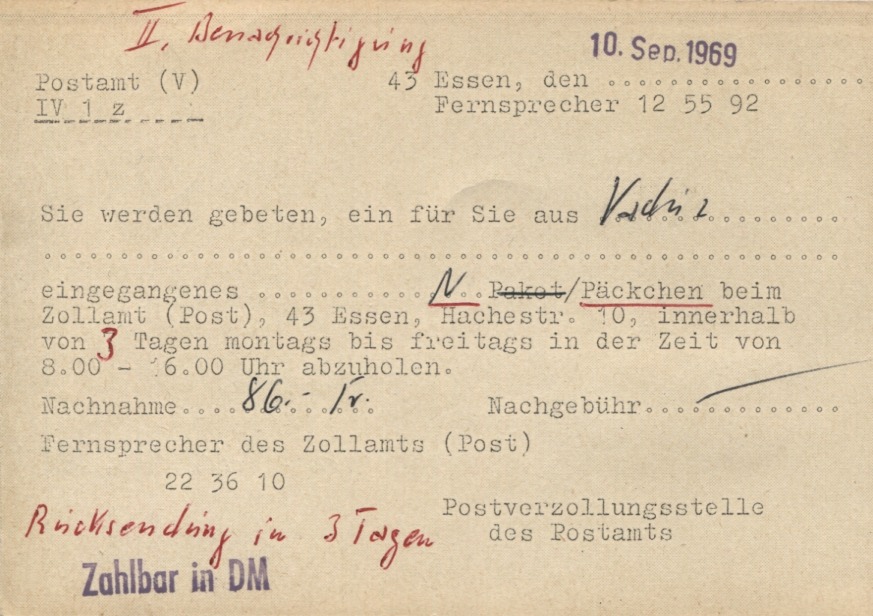 II. Benachrichtigung
10. Sep. 1969
Postamt (V)
43 Essen, den ..................
IV 1 z
Fernsprecher 12 55 92
Sie werden gebeten, ein für Sie aus Vaduz
eingegangenes ............. N .. Paket/Päckchen beim
Zollamt (Post), 43 Essen, Hachestr. 10, innerhalb
von 3 Tagen montags bis freitags in der Zeit von
8.00 - 16.00 Uhr abzuholen.
Nachnahme.... 86.- Fr.
Nachgebühr..............
Fernsprecher des Zollamts (Post)
22 36 10
Postverzollungsstelle
des Postamts
Rücksendung in 3 Tagen
Zahlbar in DM